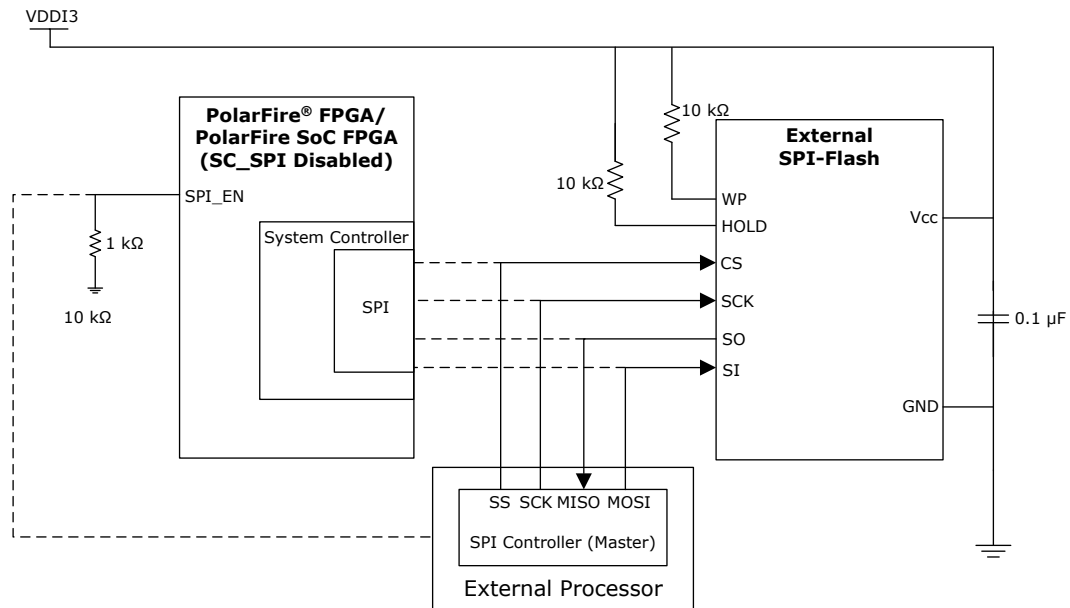 VDDI3
PolarFire® FPGA/
PolarFire SoC FPGA
(SC_SPI Disabled)
SPI_EN
1 kΩ
10 kΩ
System Controller
SPI
10 kΩ
10 kΩ
External
SPI-Flash
WP
HOLD
CS
SCK
SO
SI
Vcc
GND
0.1 µF
SS SCK MISO MOSI
SPI Controller (Master)
External Processor